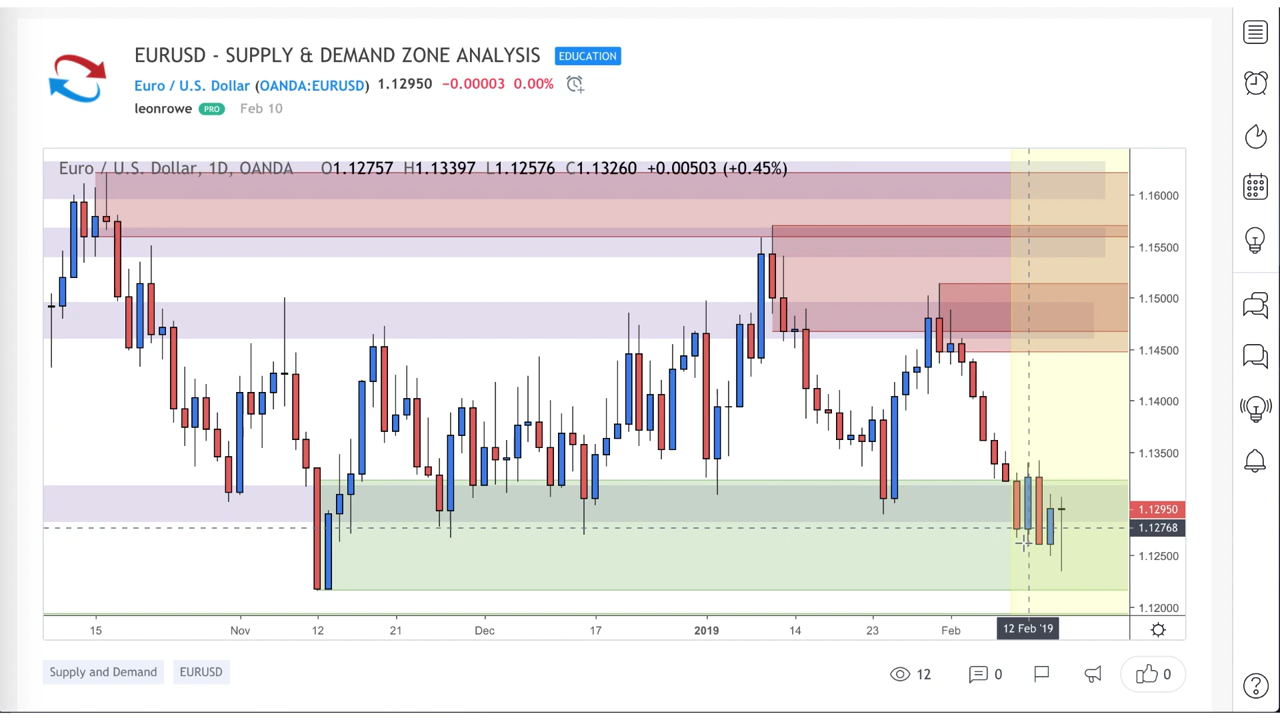 EURUSD - SUPPLY & DEMAND ZONE ANALYSIS EDUCATION
Euro / U.S. Dollar (OANDA:EURUSD) 1.12950 −0.00003 0.00%
leonrowe PRO Feb 10
Euro / U.S. Dollar, 1D, OANDA O1.12757 H1.13397 L1.12576 C1.13260 +0.00503 (+0.45%)
1.16000
1.15500
1.15000
1.14500
1.14000
1.13500
1.12950
1.12768
1.12500
1.12000
15 Nov 12 21 Dec 17 2019 14 23 Feb 12 Feb '19
Supply and Demand EURUSD 12 0 0